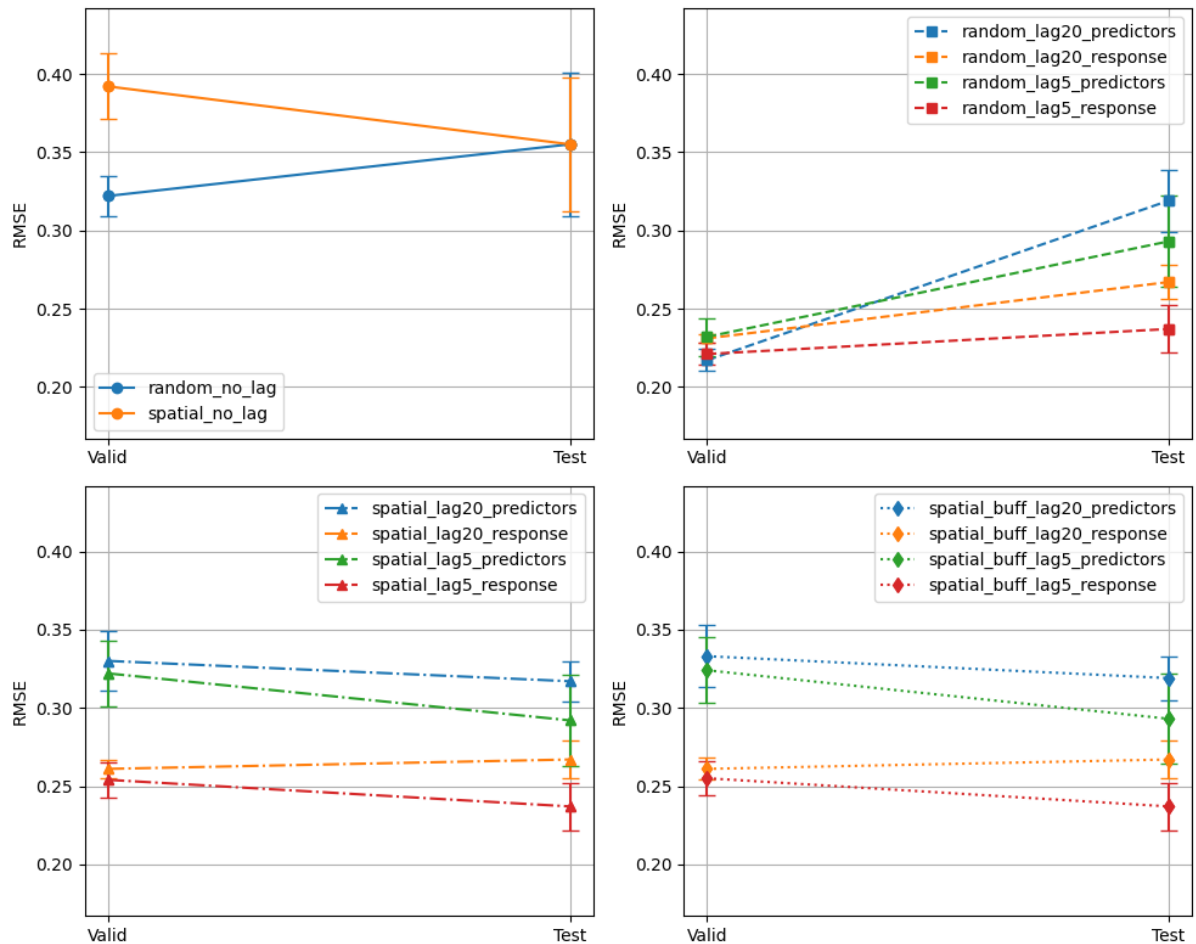 RMSE
0.40
0.35
0.30
0.25
0.20
random_no_lag
spatial_no_lag
Valid
Test
RMSE
0.40
0.35
0.30
0.25
0.20
random_lag20_predictors
random_lag20_response
random_lag5_predictors
random_lag5_response
Valid
Test
RMSE
0.40
0.35
0.30
0.25
0.20
spatial_lag20_predictors
spatial_lag20_response
spatial_lag5_predictors
spatial_lag5_response
Valid
Test
RMSE
0.40
0.35
0.30
0.25
0.20
spatial_buff_lag20_predictors
spatial_buff_lag20_response
spatial_buff_lag5_predictors
spatial_buff_lag5_response
Valid
Test